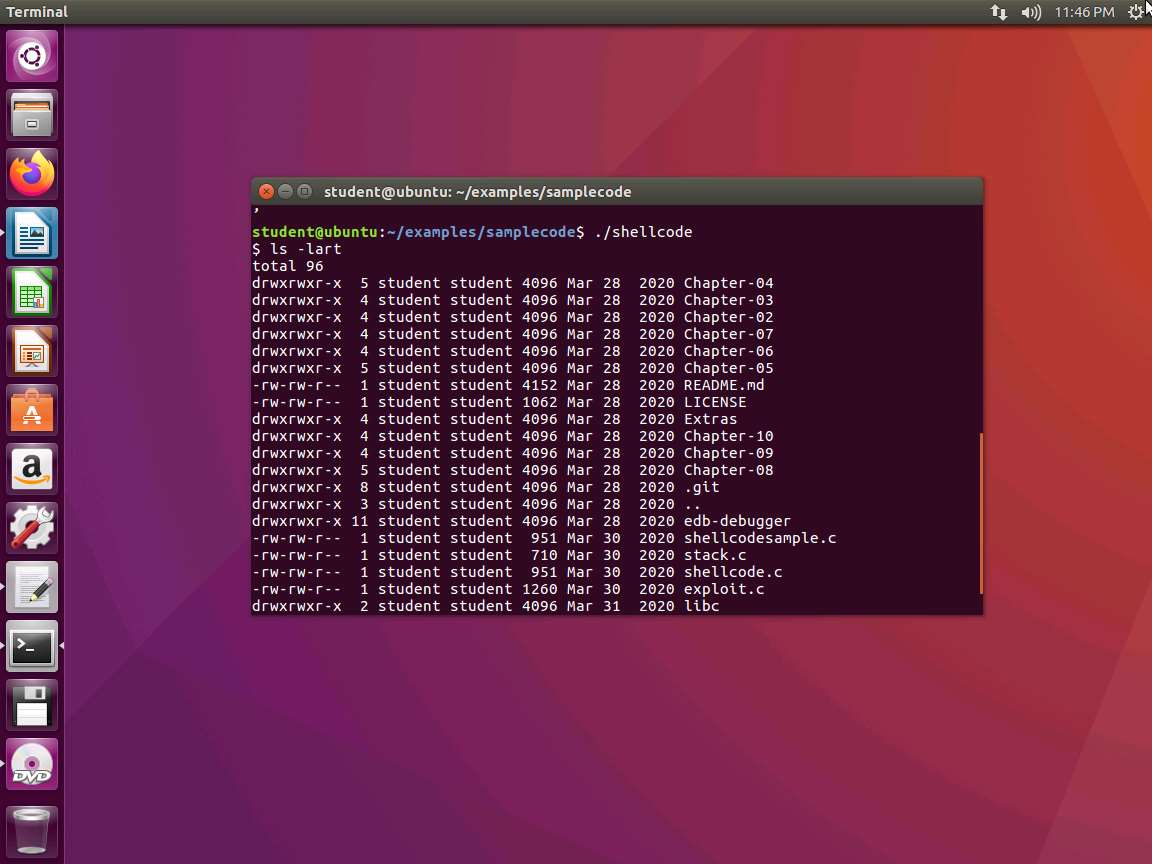 Terminal
11:46 PM
student@ubuntu: ~/examples/samplecode
student@ubuntu:~/examples/samplecode$ ./shellcode
$ ls -lart
total 96
drwxrwxr-x  5 student student 4096 Mar 28  2020 Chapter-04
drwxrwxr-x  4 student student 4096 Mar 28  2020 Chapter-03
drwxrwxr-x  4 student student 4096 Mar 28  2020 Chapter-02
drwxrwxr-x  4 student student 4096 Mar 28  2020 Chapter-07
drwxrwxr-x  4 student student 4096 Mar 28  2020 Chapter-06
drwxrwxr-x  5 student student 4096 Mar 28  2020 Chapter-05
-rw-rw-r--  1 student student 4152 Mar 28  2020 README.md
-rw-rw-r--  1 student student 1062 Mar 28  2020 LICENSE
drwxrwxr-x  4 student student 4096 Mar 28  2020 Extras
drwxrwxr-x  4 student student 4096 Mar 28  2020 Chapter-10
drwxrwxr-x  4 student student 4096 Mar 28  2020 Chapter-09
drwxrwxr-x  5 student student 4096 Mar 28  2020 Chapter-08
drwxrwxr-x  8 student student 4096 Mar 28  2020 .git
drwxrwxr-x  3 student student 4096 Mar 28  2020 ..
drwxrwxr-x 11 student student 4096 Mar 28  2020 edb-debugger
-rw-rw-r--  1 student student  951 Mar 30  2020 shellcodesample.c
-rw-rw-r--  1 student student  710 Mar 30  2020 stack.c
-rw-rw-r--  1 student student  951 Mar 30  2020 shellcode.c
-rw-rw-r--  1 student student 1260 Mar 30  2020 exploit.c
drwxrwxr-x  2 student student 4096 Mar 31  2020 libc
A
a
>_
DVD